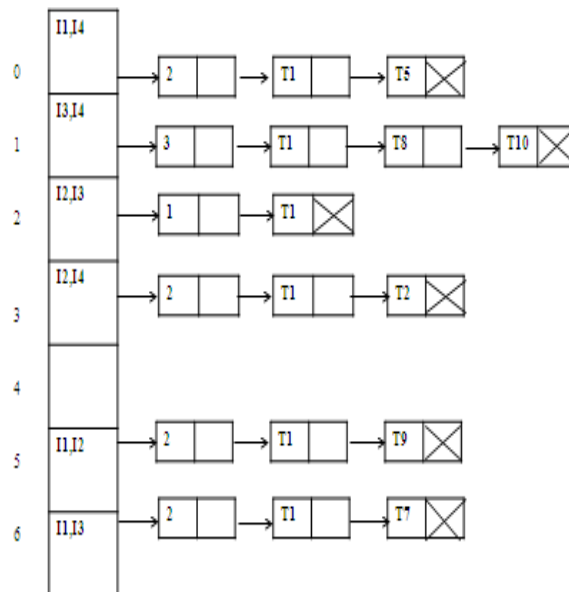 I1,I4
0 2 T1 T5
I3,I4
1 3 T1 T8 T10
I2,I3
2 1 T1
I2,I4
3 2 T1 T2
4
I1,I2
5 2 T1 T9
I1,I3
6 2 T1 T7